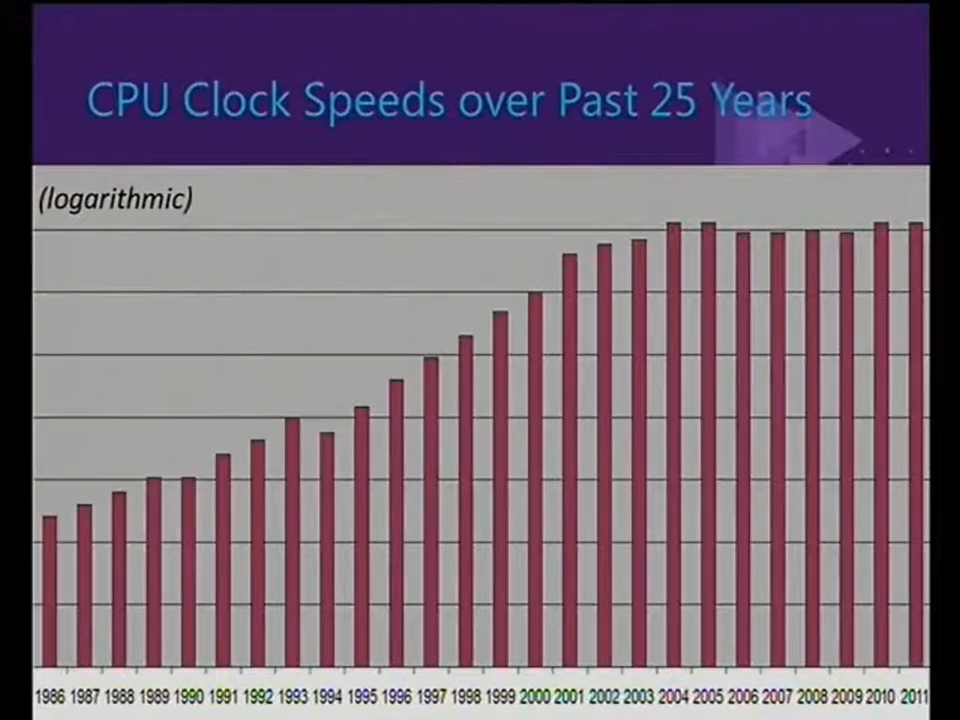 CPU Clock Speeds over Past 25 Years
(logarithmic)
1986 1987 1988 1989 1990 1991 1992 1993 1994 1995 1996 1997 1998 1999 2000 2001 2002 2003 2004 2005 2006 2007 2008 2009 2010 2011